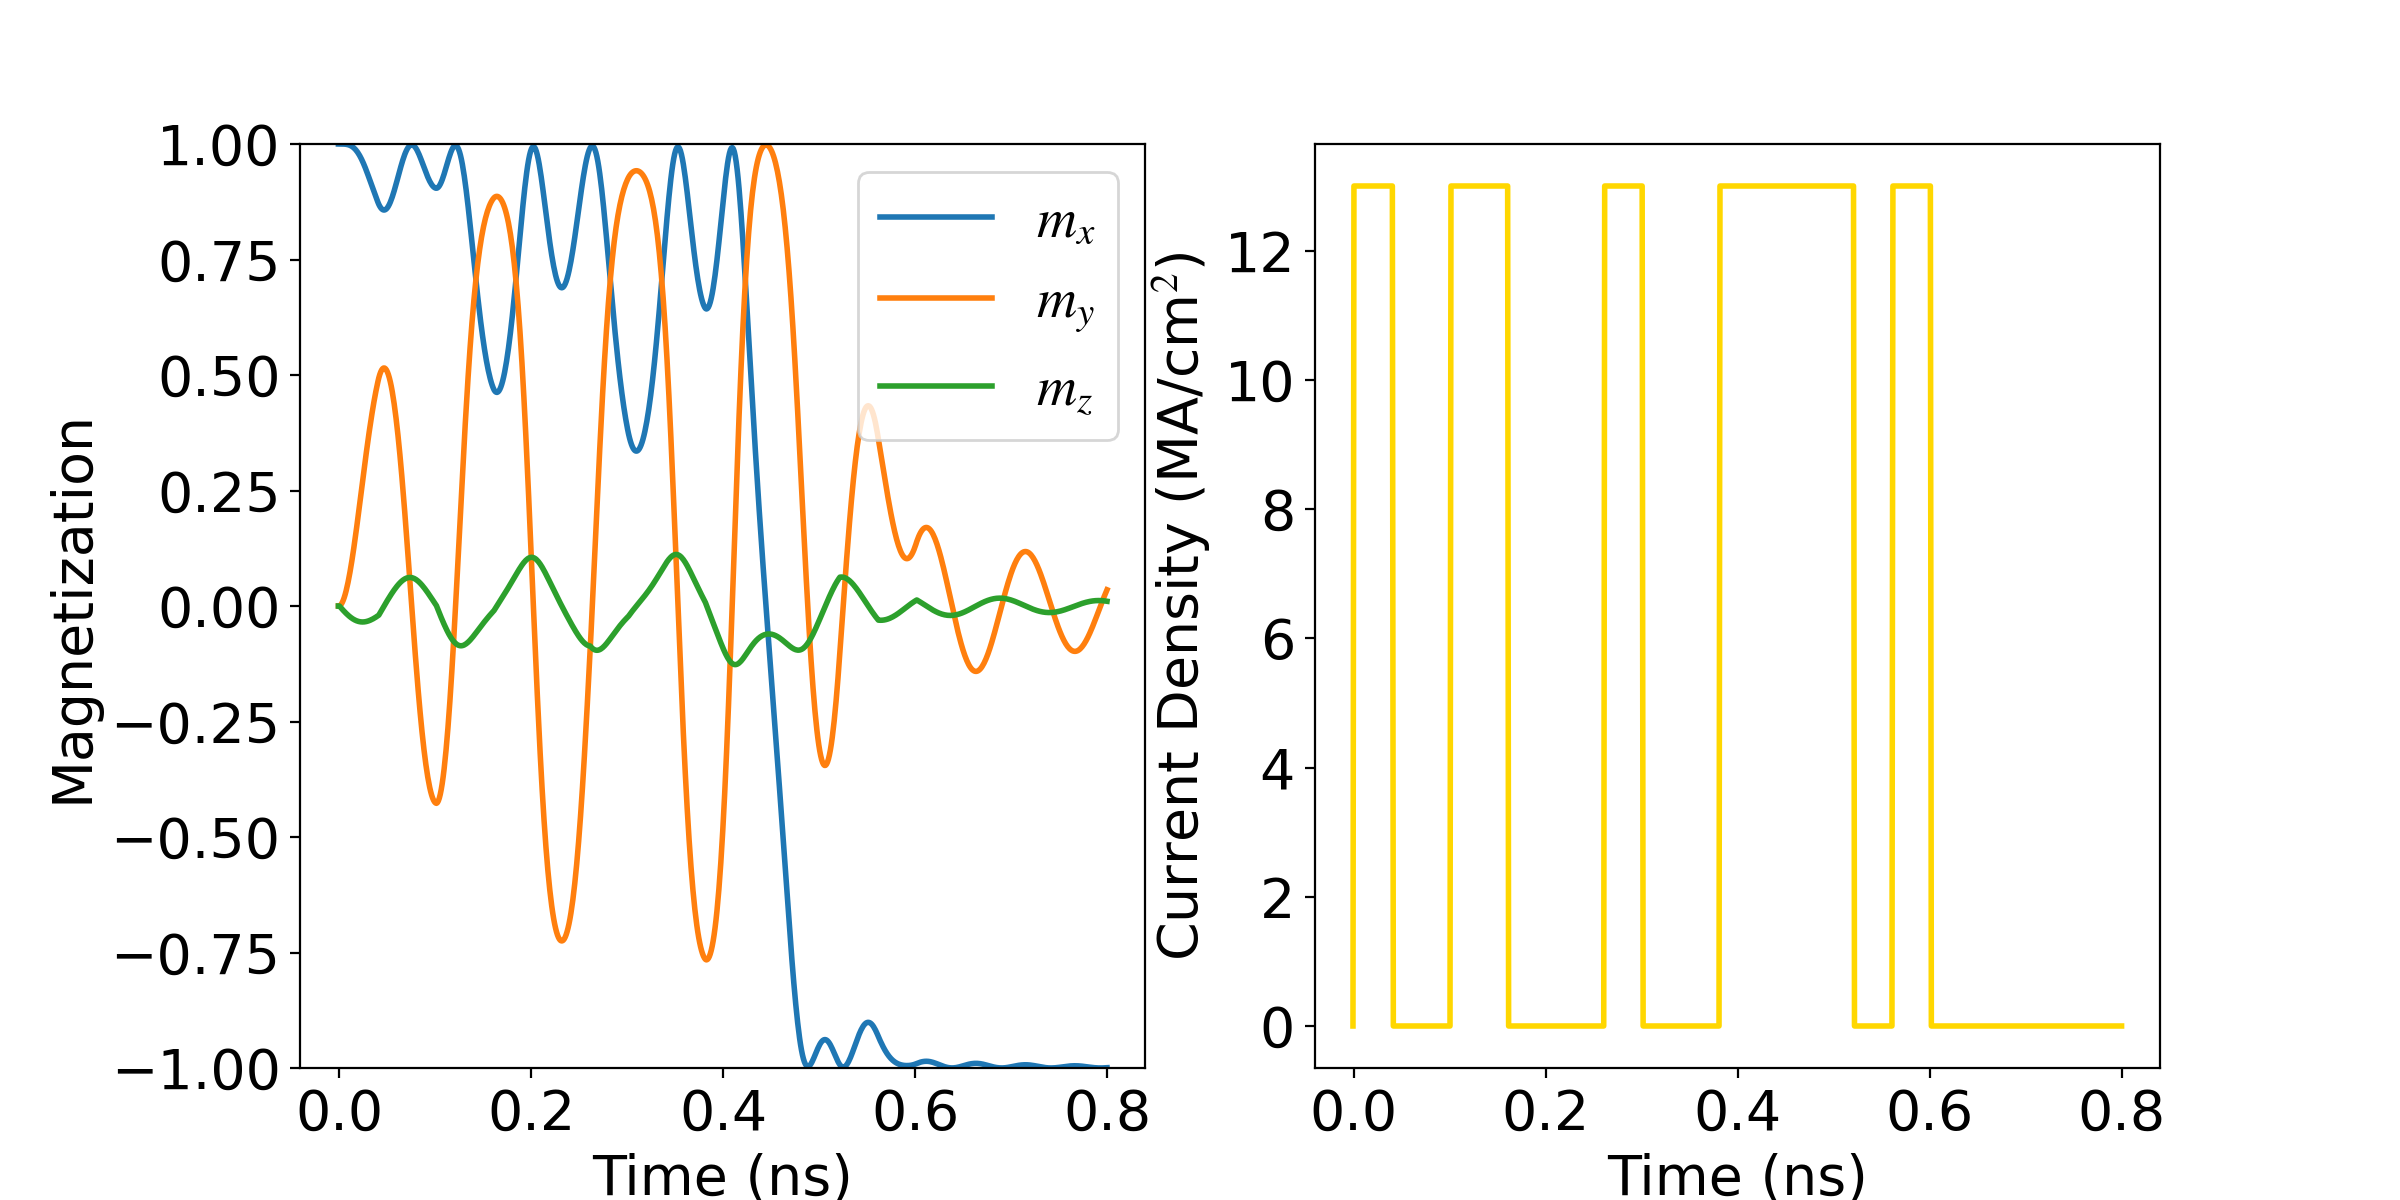 Magnetization
1.00
0.75
0.50
0.25
0.00
−0.25
−0.50
−0.75
−1.00
0.0 0.2 0.4 0.6 0.8
Time (ns)
m_x
m_y
m_z
Current Density (MA/cm²)
12
10
8
6
4
2
0
0.0 0.2 0.4 0.6 0.8
Time (ns)